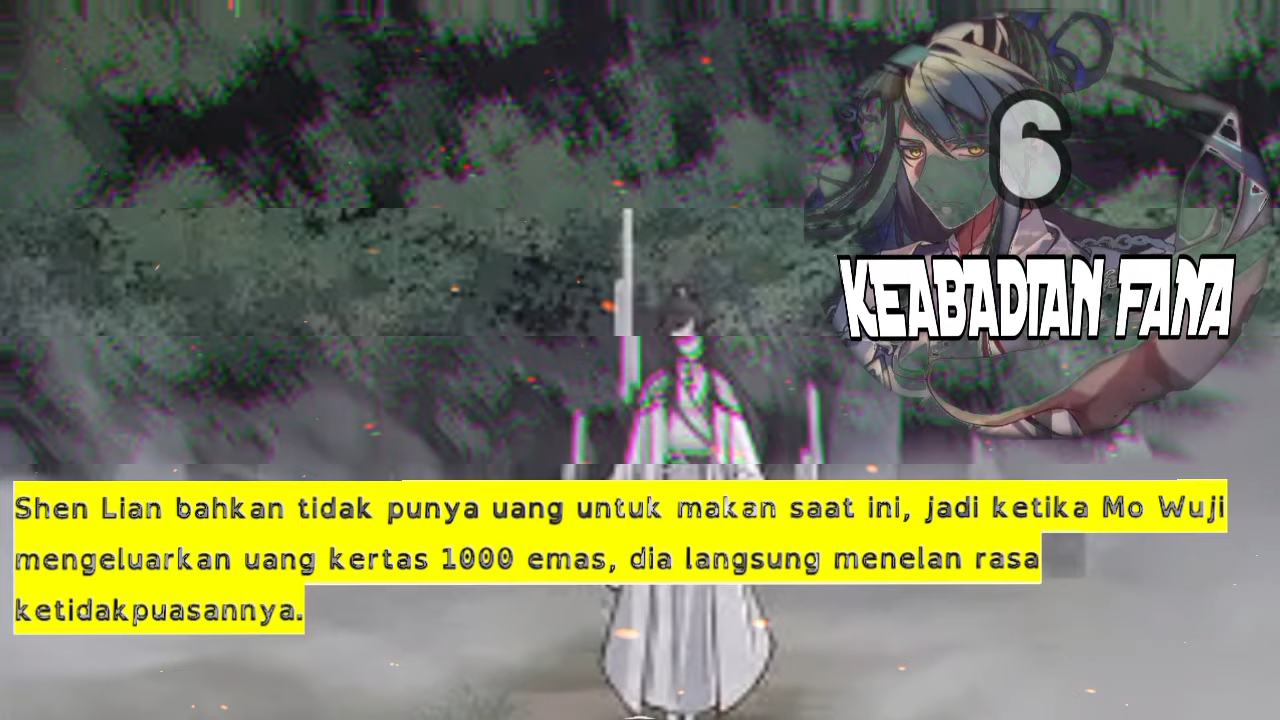 6
KEABADIAN FANA
Shen Lian bahkan tidak punya uang untuk makan saat ini, jadi ketika Mo Wuji
mengeluarkan uang kertas 1000 emas, dia langsung menelan rasa
ketidakpuasannya.